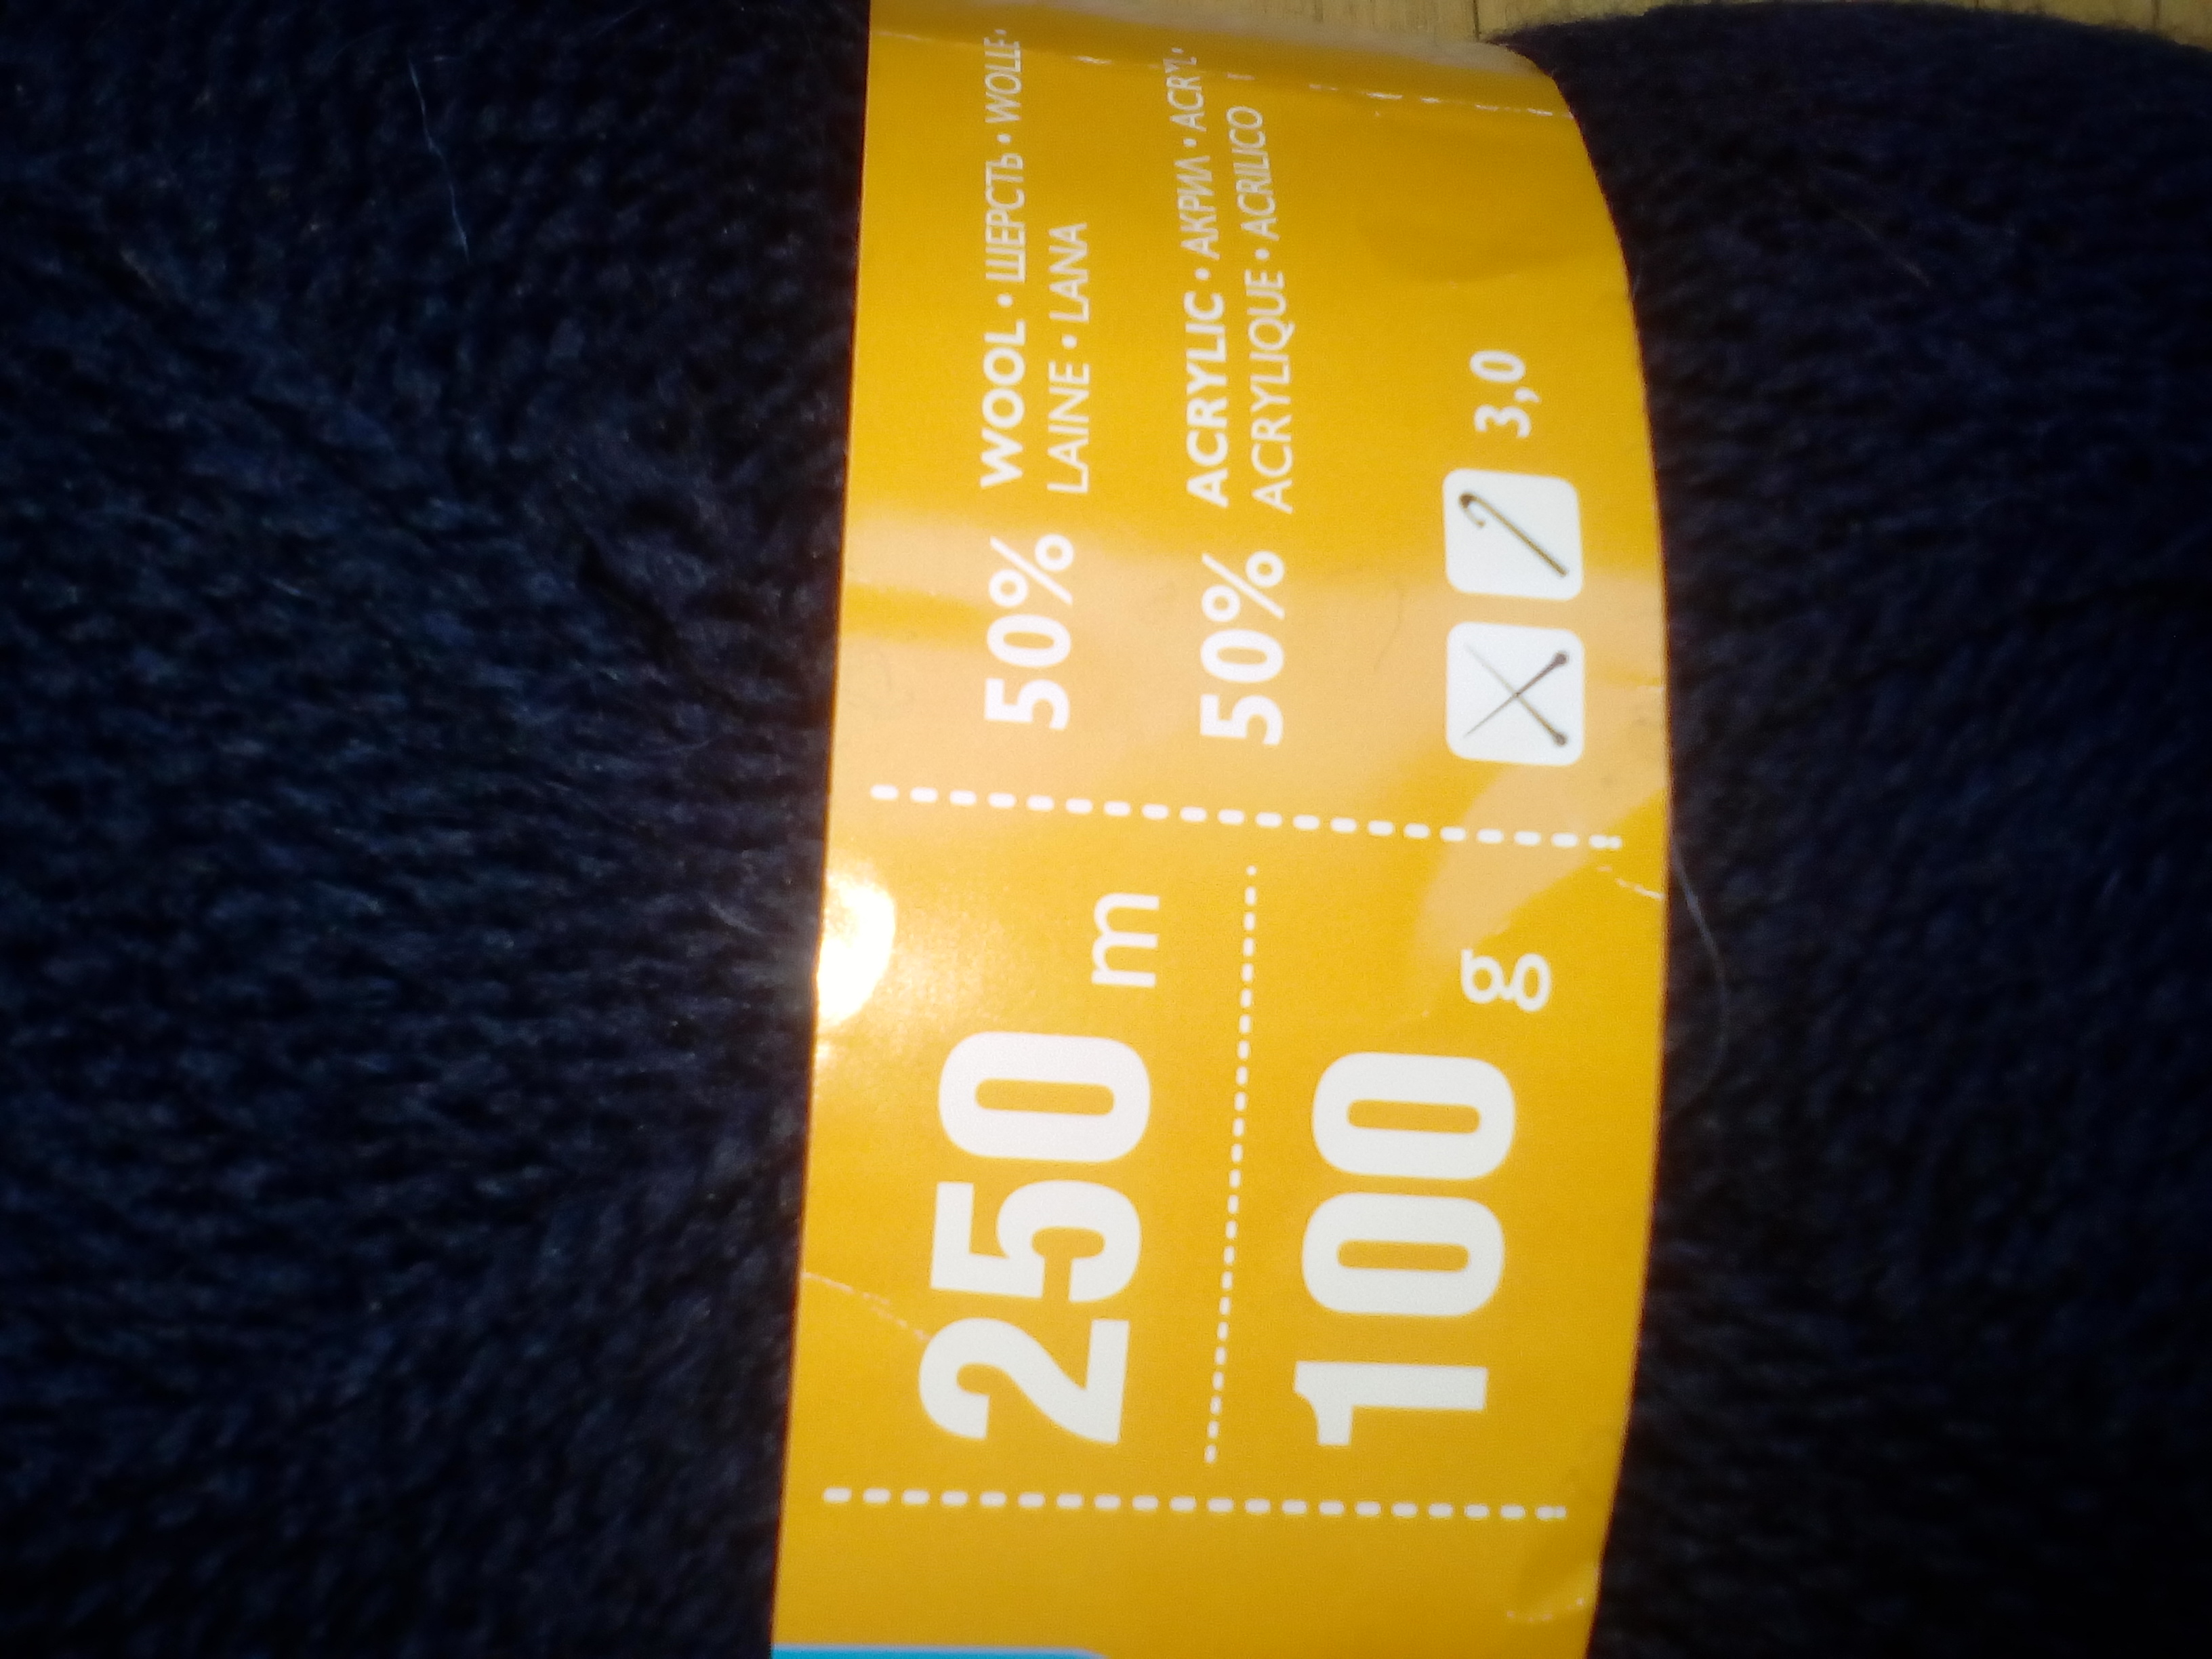 250 m
100 g
50% WOOL • ШЕРСТЬ • WOLLE •
LAINE • LANA
50% ACRYLIC • АКРИЛ • ACRYL •
ACRYLIQUE • ACRILICO
3,0